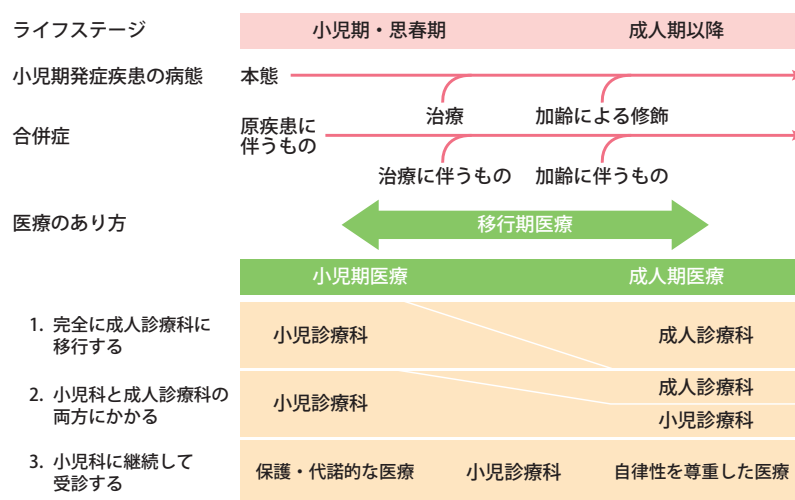 ライフステージ
小児期・思春期
成人期以降
小児期発症疾患の病態
本態
治療
加齢による修飾
合併症
原疾患に
伴うもの
治療に伴うもの
加齢に伴うもの
医療のあり方
移行期医療
小児期医療
成人期医療
1. 完全に成人診療科に
移行する
小児診療科
成人診療科
2. 小児科と成人診療科の
両方にかかる
小児診療科
成人診療科
小児診療科
3. 小児科に継続して
受診する
保護・代諾的な医療
小児診療科
自律性を尊重した医療